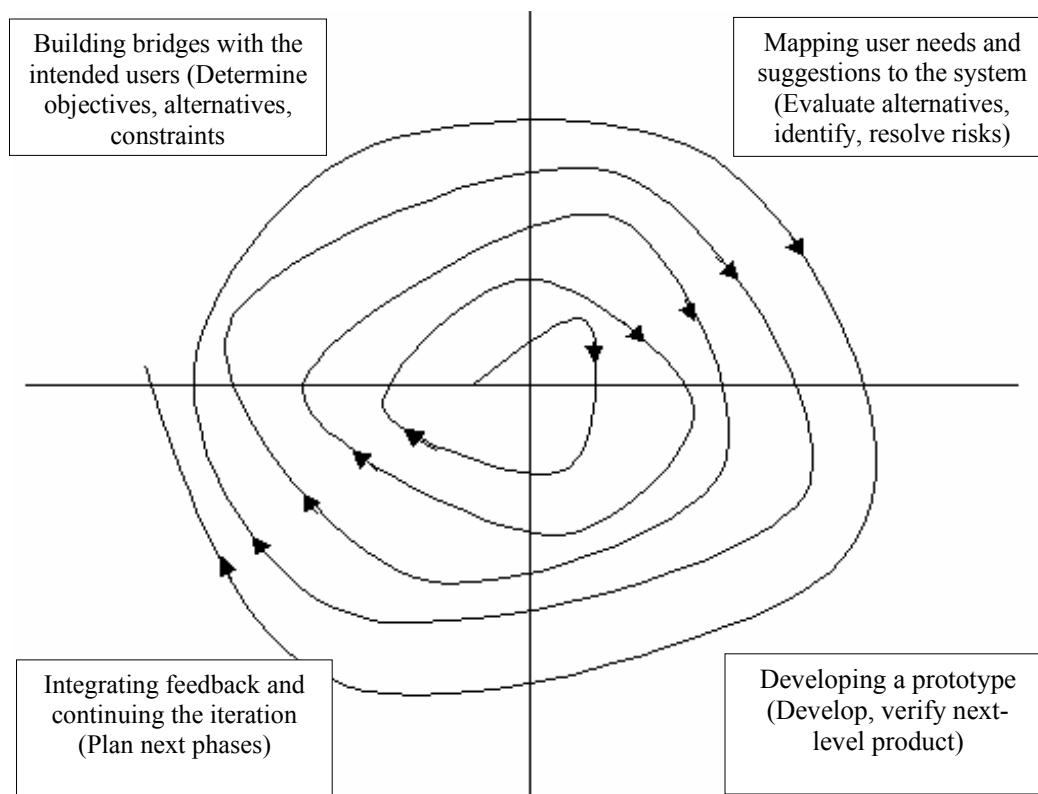 Building bridges with the
intended users (Determine
objectives, alternatives,
constraints
Mapping user needs and
suggestions to the system
(Evaluate alternatives,
identify, resolve risks)
Integrating feedback and
continuing the iteration
(Plan next phases)
Developing a prototype
(Develop, verify next-
level product)